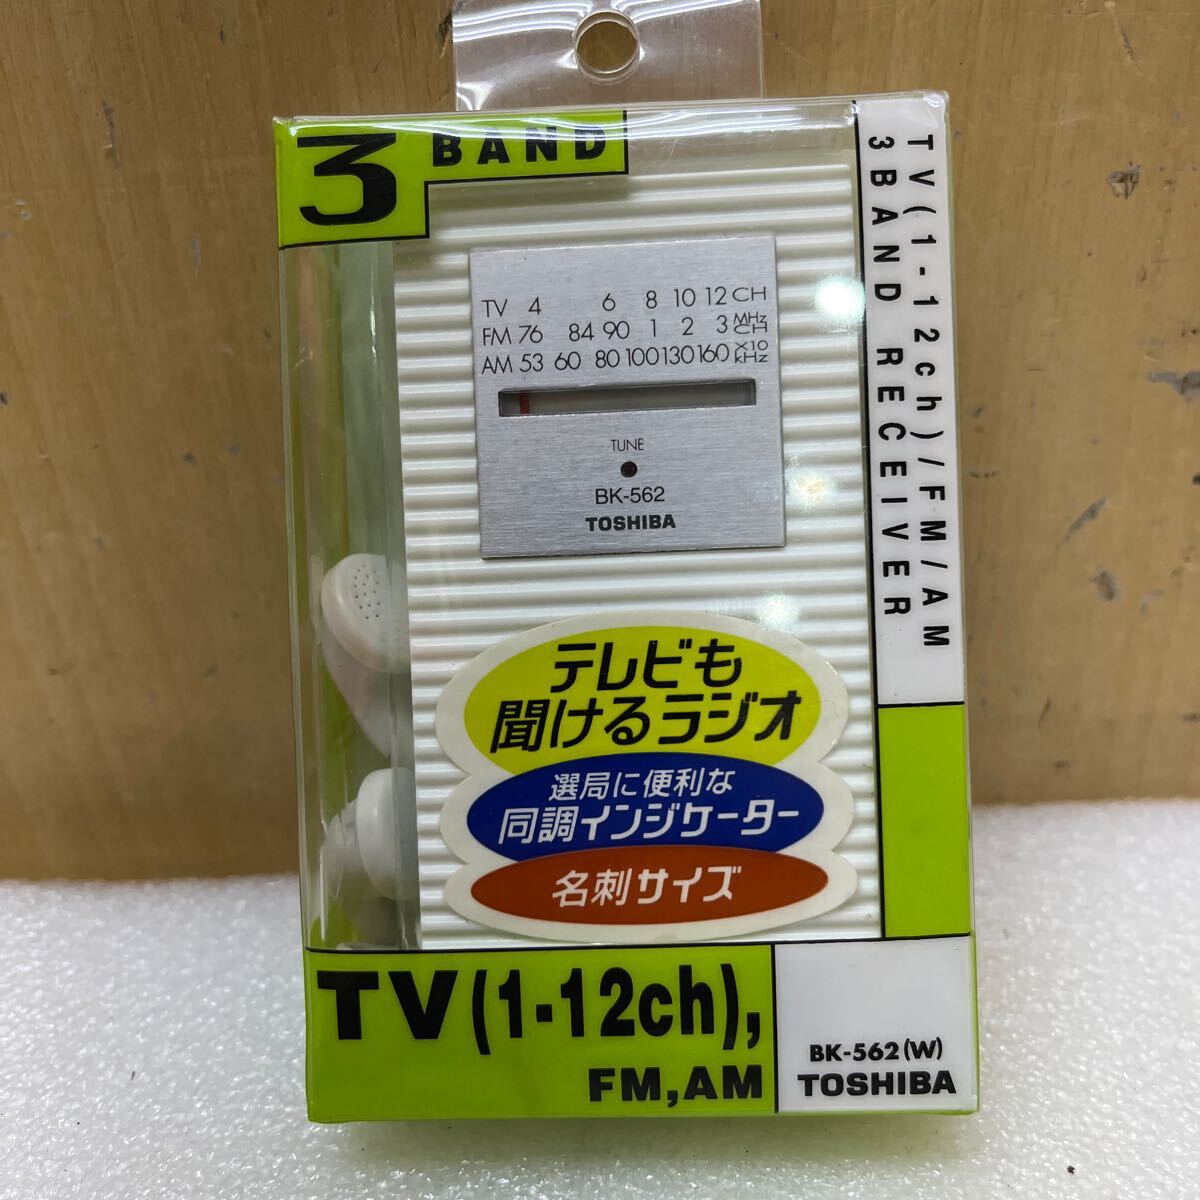 3 BAND
TV(1-12ch)/FM/AM
3BAND RECEIVER
TV 4 6 8 10 12 CH
FM 76 84 90 1 2 3 MHz CH
AM 53 60 80 100 130 160 X10 kHz
TUNE
BK-562
TOSHIBA
テレビも
聞けるラジオ
選局に便利な
同調インジケーター
名刺サイズ
TV(1-12ch),
FM,AM
BK-562(W)
TOSHIBA